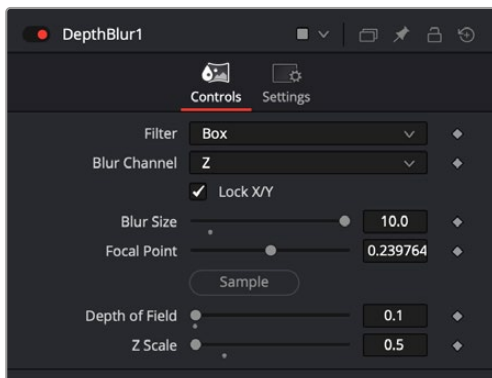 DepthBlur1
Controls Settings
Filter Box
Blur Channel Z
Lock X/Y
Blur Size 10.0
Focal Point 0.239764
Sample
Depth of Field 0.1
Z Scale 0.5